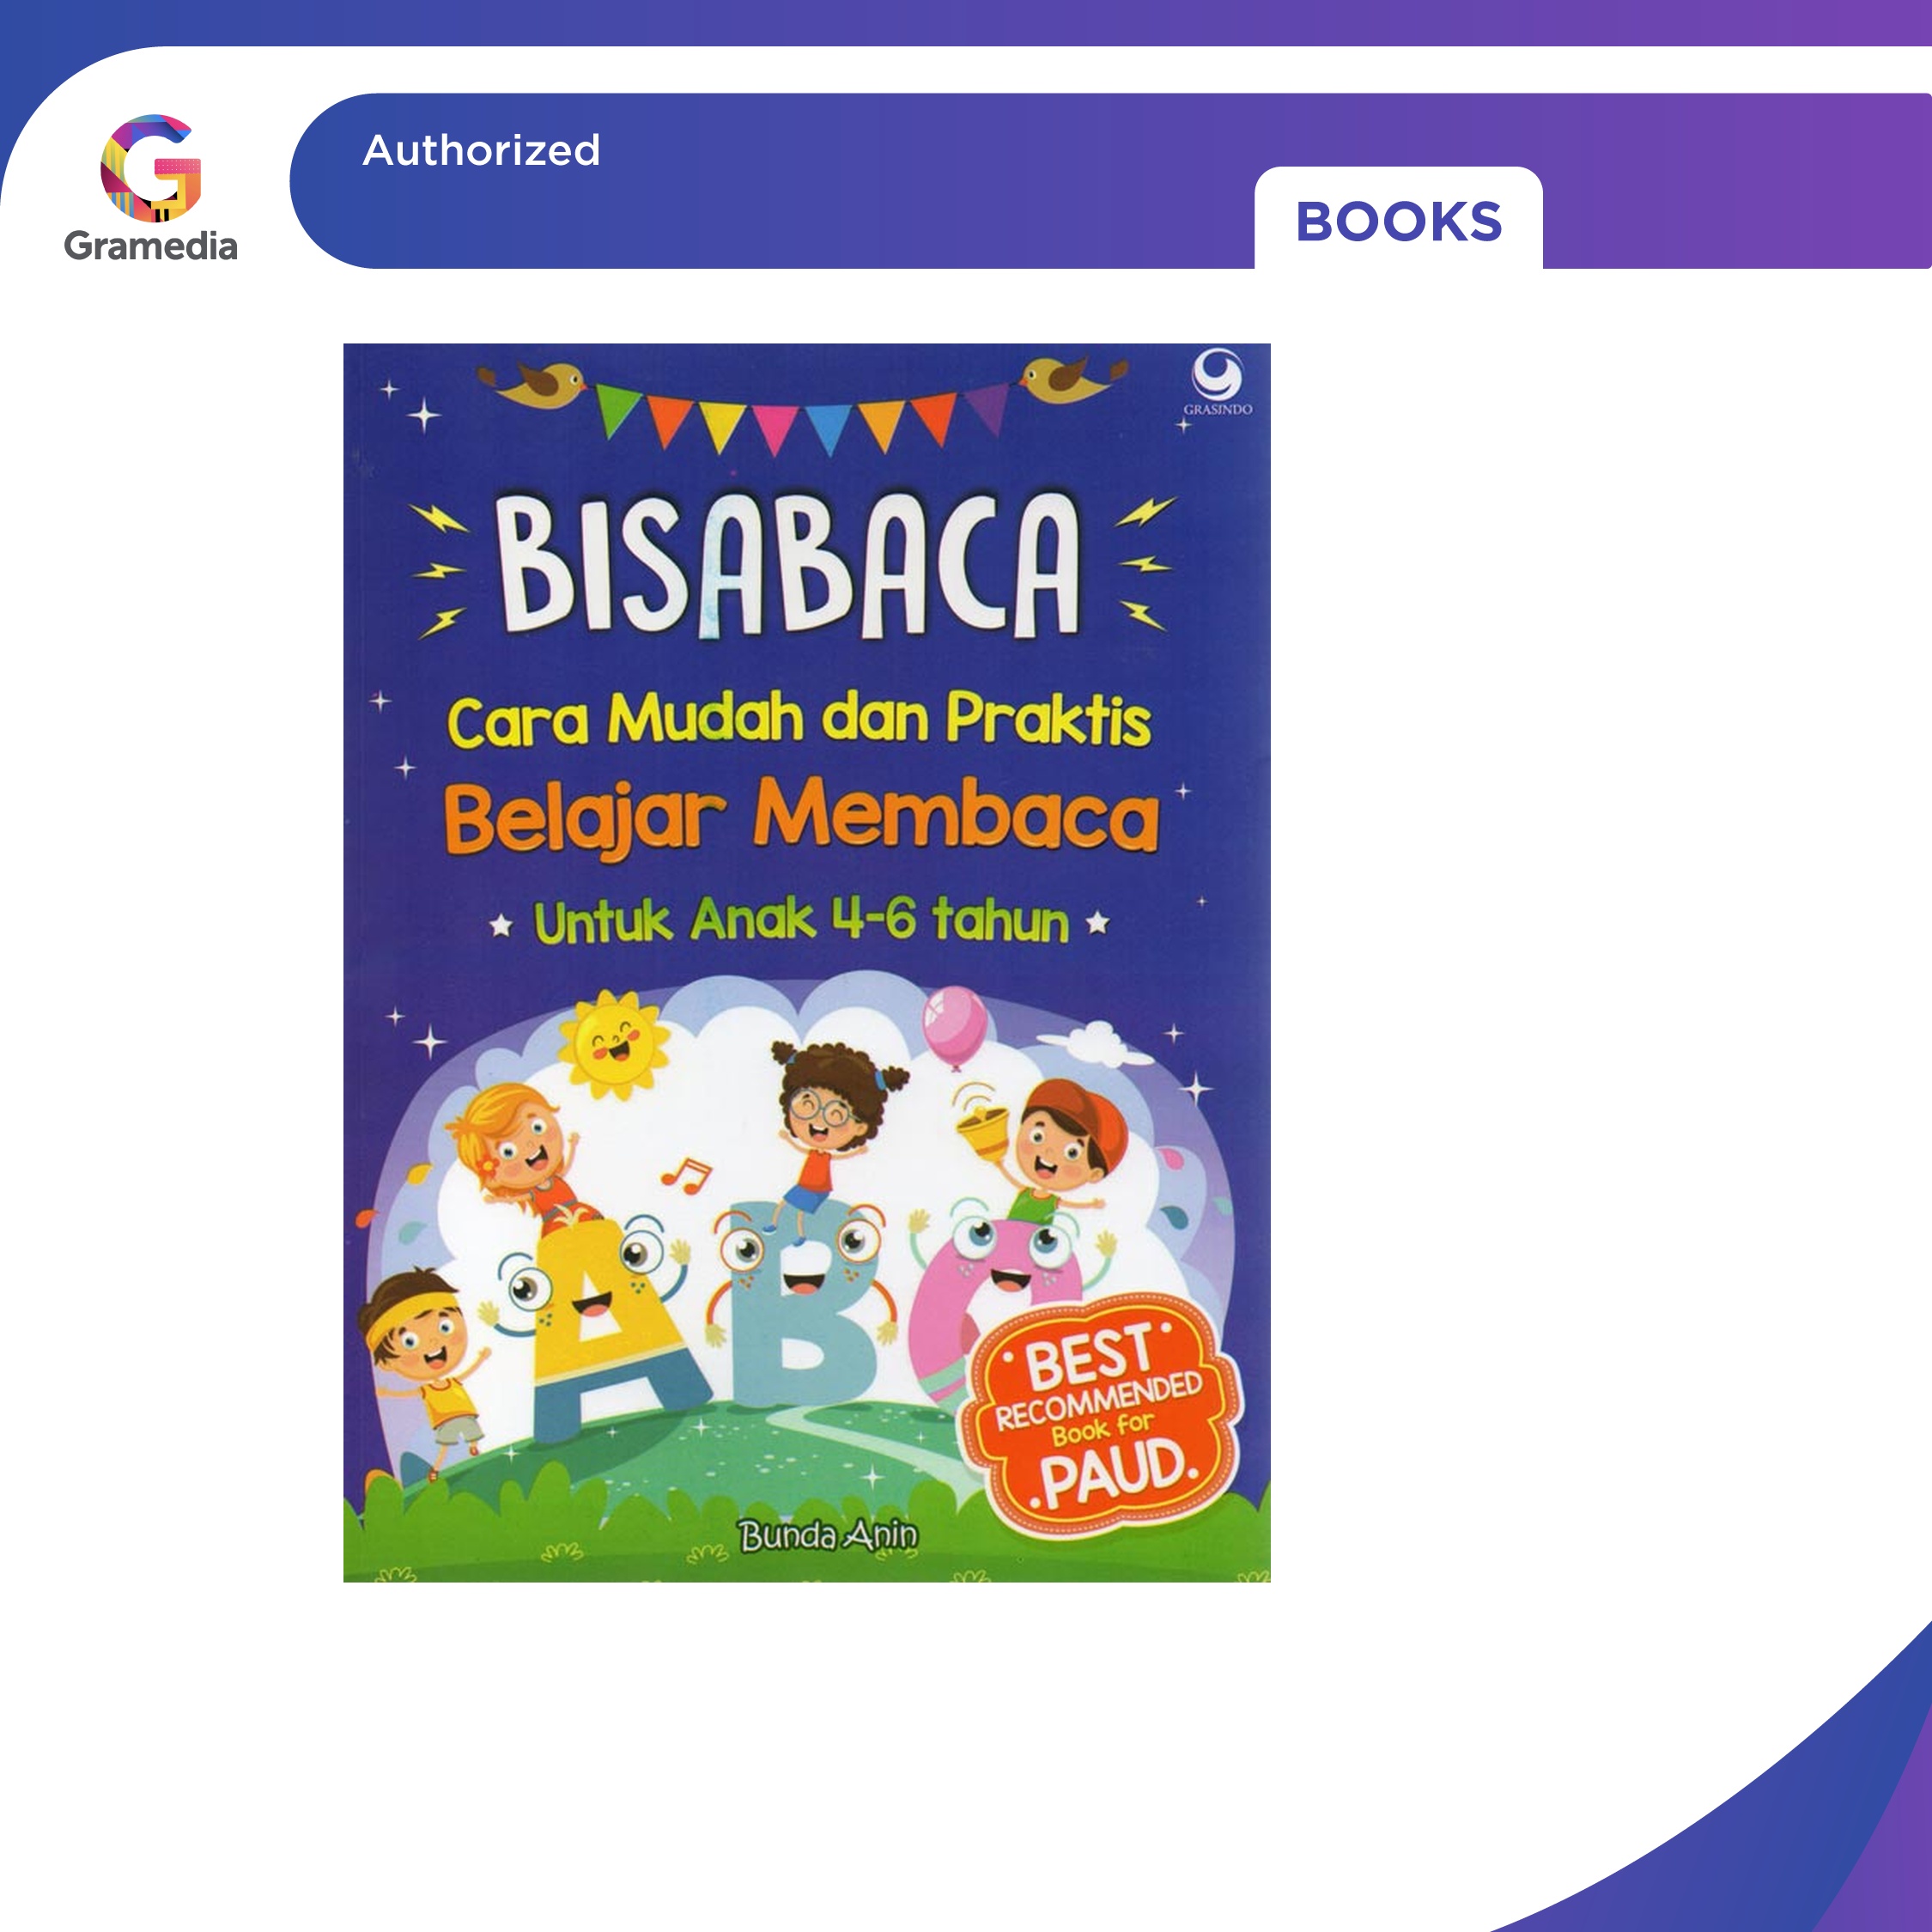 Authorized
Gramedia
BOOKS
GRASINDO
BISABACA
Cara Mudah dan Praktis
Belajar Membaca
Untuk Anak 4-6 tahun
A B C
BEST
RECOMMENDED
Book for
PAUD
Bunda Anin